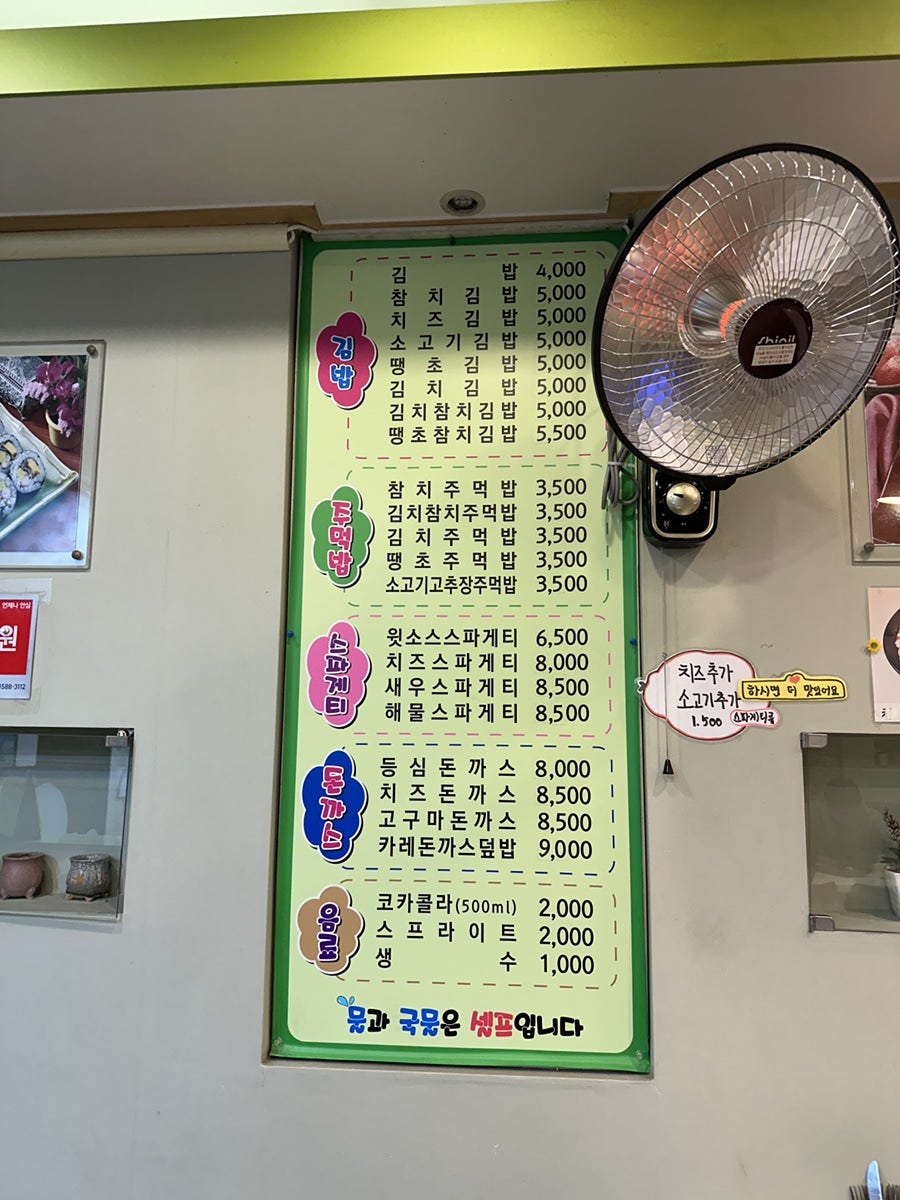 김밥
김 밥 4,000
참 치 김 밥 5,000
치 즈 김 밥 5,000
소고기김밥 5,000
땡 초 김 밥 5,000
김 치 김 밥 5,000
김치참치김밥 5,000
땡초참치김밥 5,500
주먹밥
참 치 주 먹 밥 3,500
김치참치주먹밥 3,500
김 치 주 먹 밥 3,500
땡 초 주 먹 밥 3,500
소고기고추장주먹밥 3,500
스파게티
윗소스스파게티 6,500
치즈스파게티 8,000
새우스파게티 8,500
해물스파게티 8,500
돈까스
등 심 돈 까 스 8,000
치 즈 돈 까 스 8,500
고구마돈까스 8,500
카레돈까스덮밥 9,000
음료
코카콜라(500ml) 2,000
스 프 라 이 트 2,000
생 수 1,000
물과 국물은 셀프입니다
Shinil
치즈추가
소고기추가
1.500
스파게티류
하시면 더 맛있어요
언제나 안심
원
1588-3112